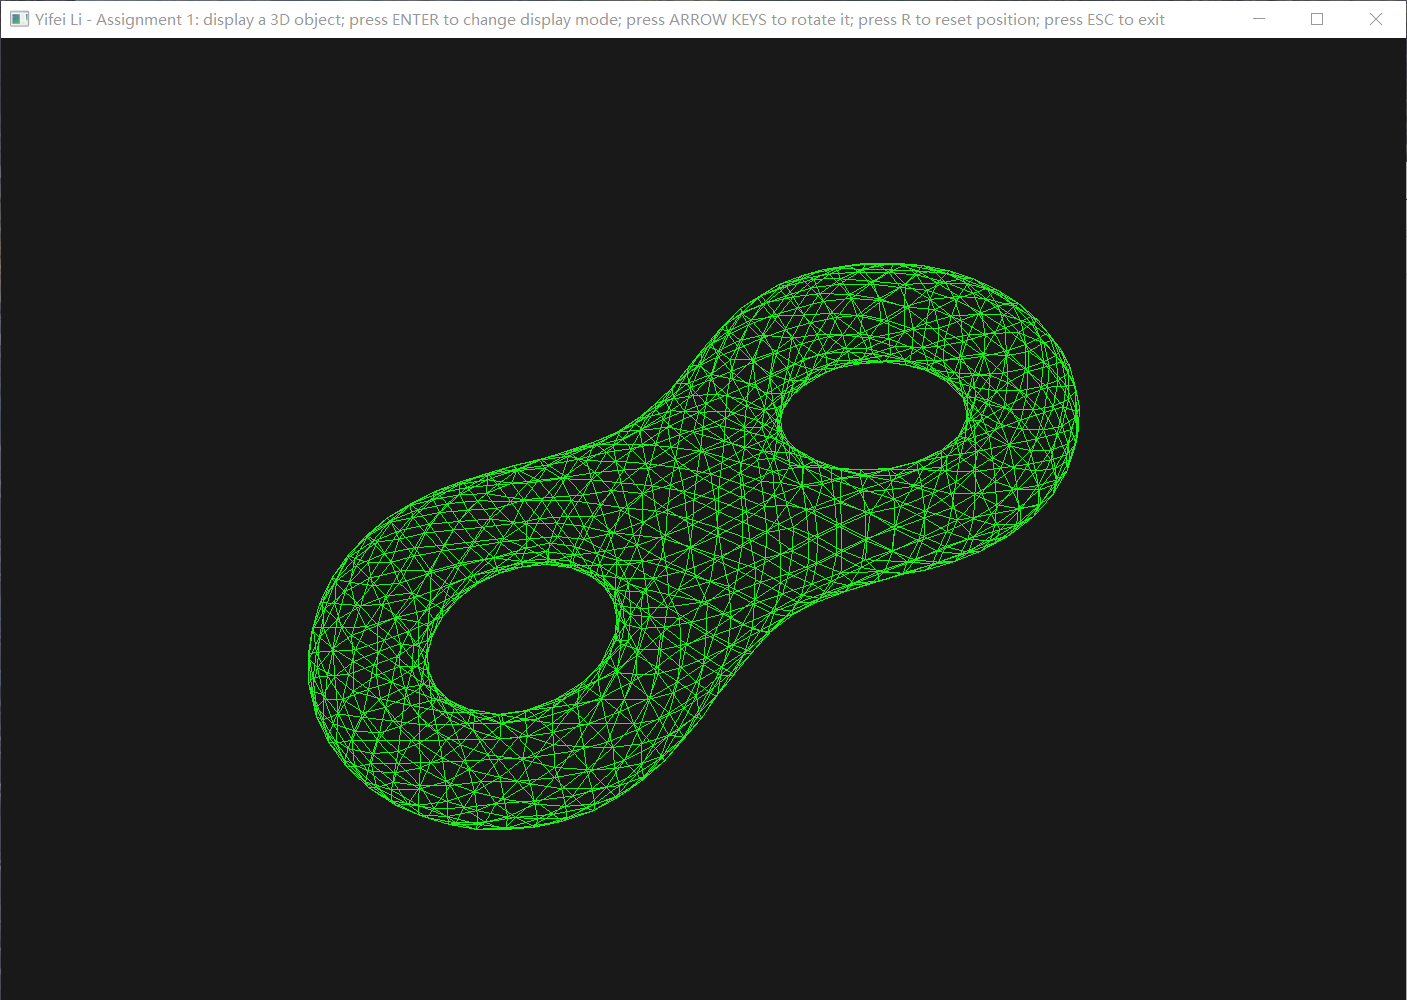 Yifei Li - Assignment 1: display a 3D object; press ENTER to change display mode; press ARROW KEYS to rotate it; press R to reset position; press ESC to exit